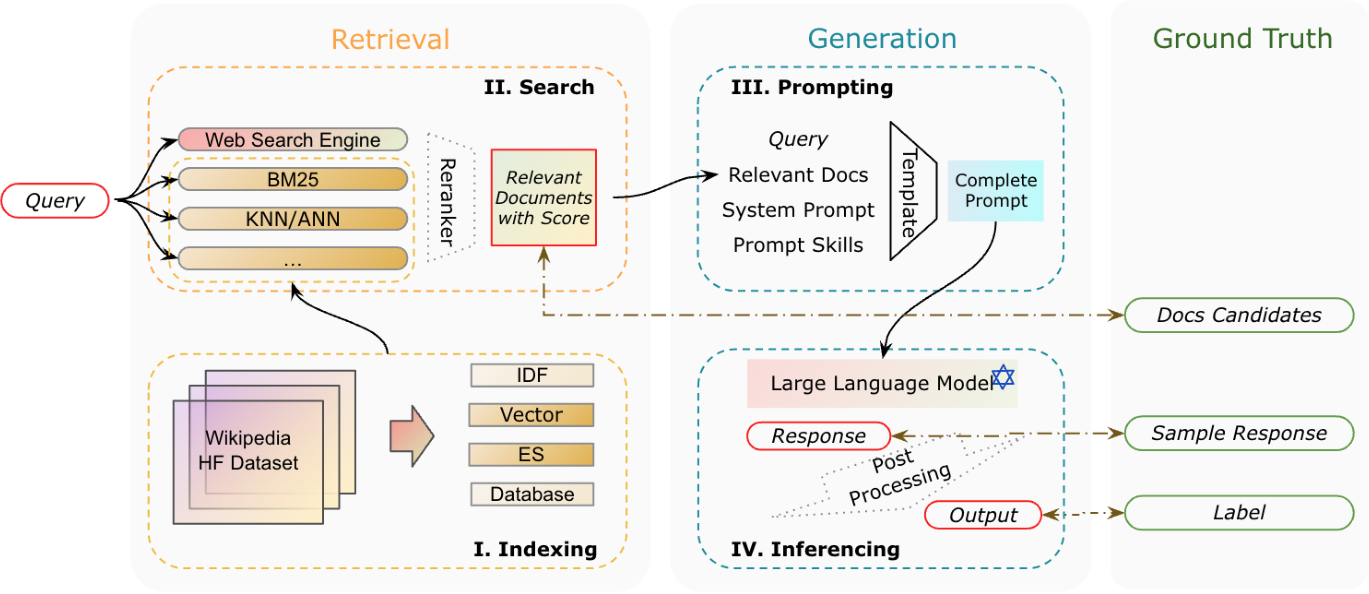 Retrieval
Generation
Ground Truth
II. Search
Web Search Engine
BM25
KNN/ANN
...
Query
Reranker
Relevant
Documents
with Score
III. Prompting
Query
Relevant Docs
System Prompt
Prompt Skills
Template
Complete
Prompt
Docs Candidates
Wikipedia
HF Dataset
IDF
Vector
ES
Database
I. Indexing
Large Language Model
Response
Post
Processing
Output
IV. Inferencing
Sample Response
Label